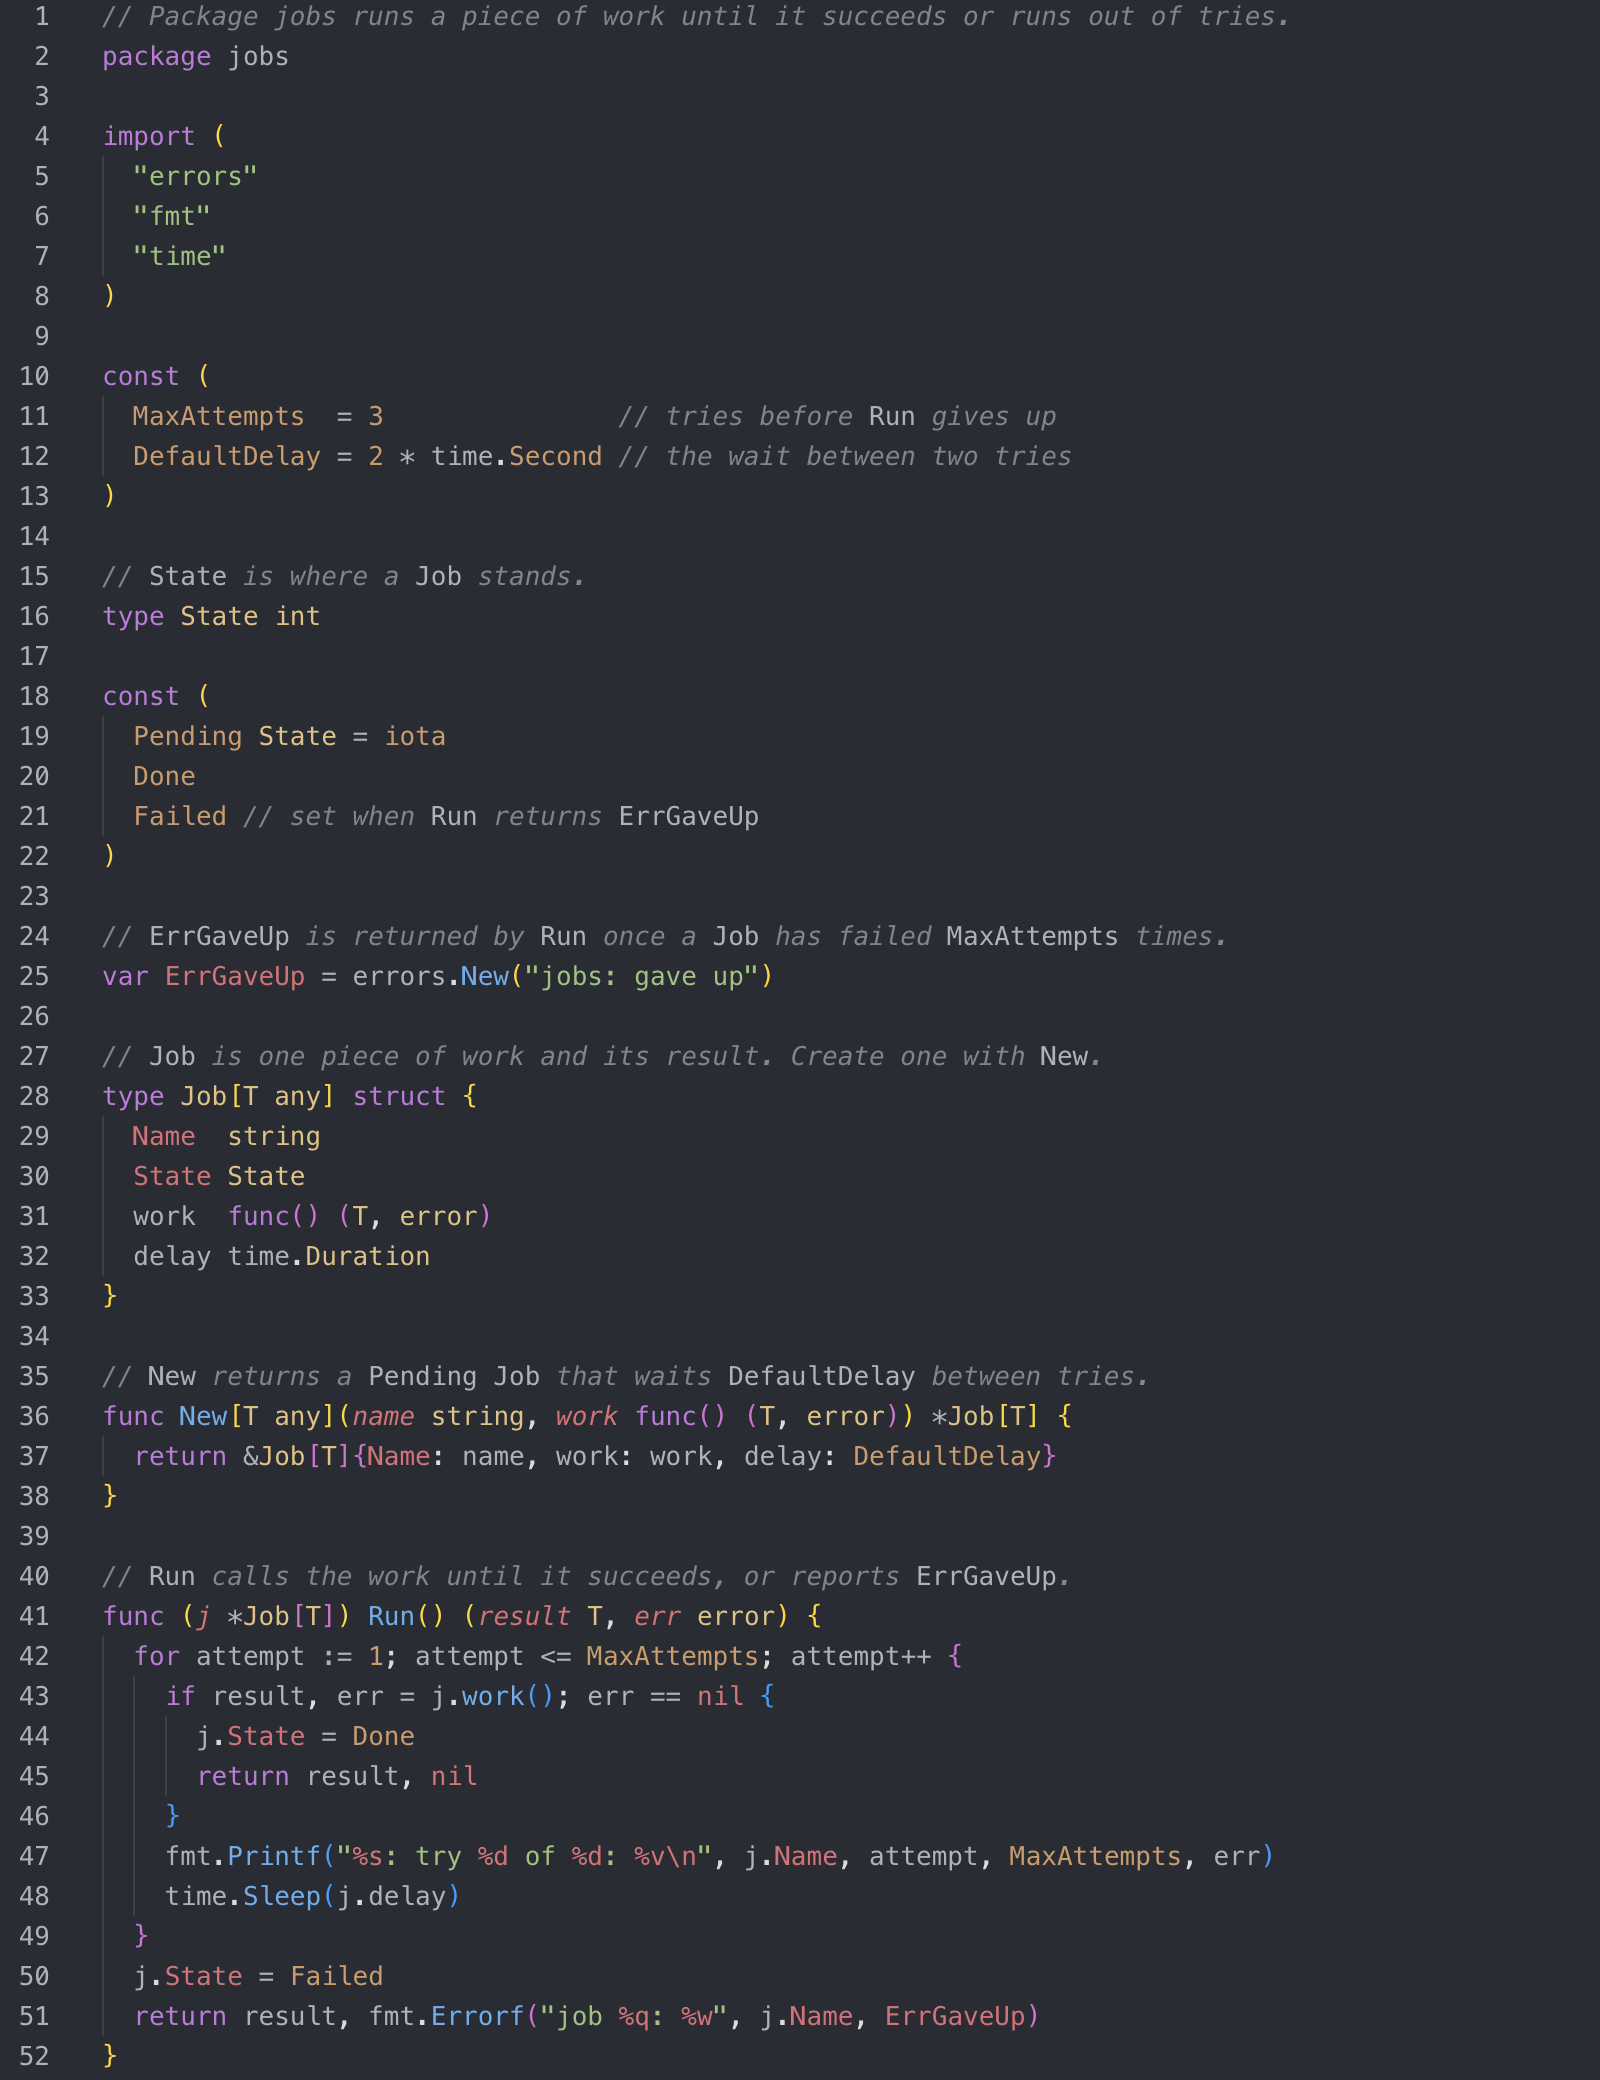 1 // Package jobs runs a piece of work until it succeeds or runs out of tries.
2 package jobs
3
4 import (
5   "errors"
6   "fmt"
7   "time"
8 )
9
10 const (
11   MaxAttempts  = 3               // tries before Run gives up
12   DefaultDelay = 2 * time.Second // the wait between two tries
13 )
14
15 // State is where a Job stands.
16 type State int
17
18 const (
19   Pending State = iota
20   Done
21   Failed // set when Run returns ErrGaveUp
22 )
23
24 // ErrGaveUp is returned by Run once a Job has failed MaxAttempts times.
25 var ErrGaveUp = errors.New("jobs: gave up")
26
27 // Job is one piece of work and its result. Create one with New.
28 type Job[T any] struct {
29   Name  string
30   State State
31   work  func() (T, error)
32   delay time.Duration
33 }
34
35 // New returns a Pending Job that waits DefaultDelay between tries.
36 func New[T any](name string, work func() (T, error)) *Job[T] {
37   return &Job[T]{Name: name, work: work, delay: DefaultDelay}
38 }
39
40 // Run calls the work until it succeeds, or reports ErrGaveUp.
41 func (j *Job[T]) Run() (result T, err error) {
42   for attempt := 1; attempt <= MaxAttempts; attempt++ {
43     if result, err = j.work(); err == nil {
44       j.State = Done
45       return result, nil
46     }
47     fmt.Printf("%s: try %d of %d: %v\n", j.Name, attempt, MaxAttempts, err)
48     time.Sleep(j.delay)
49   }
50   j.State = Failed
51   return result, fmt.Errorf("job %q: %w", j.Name, ErrGaveUp)
52 }